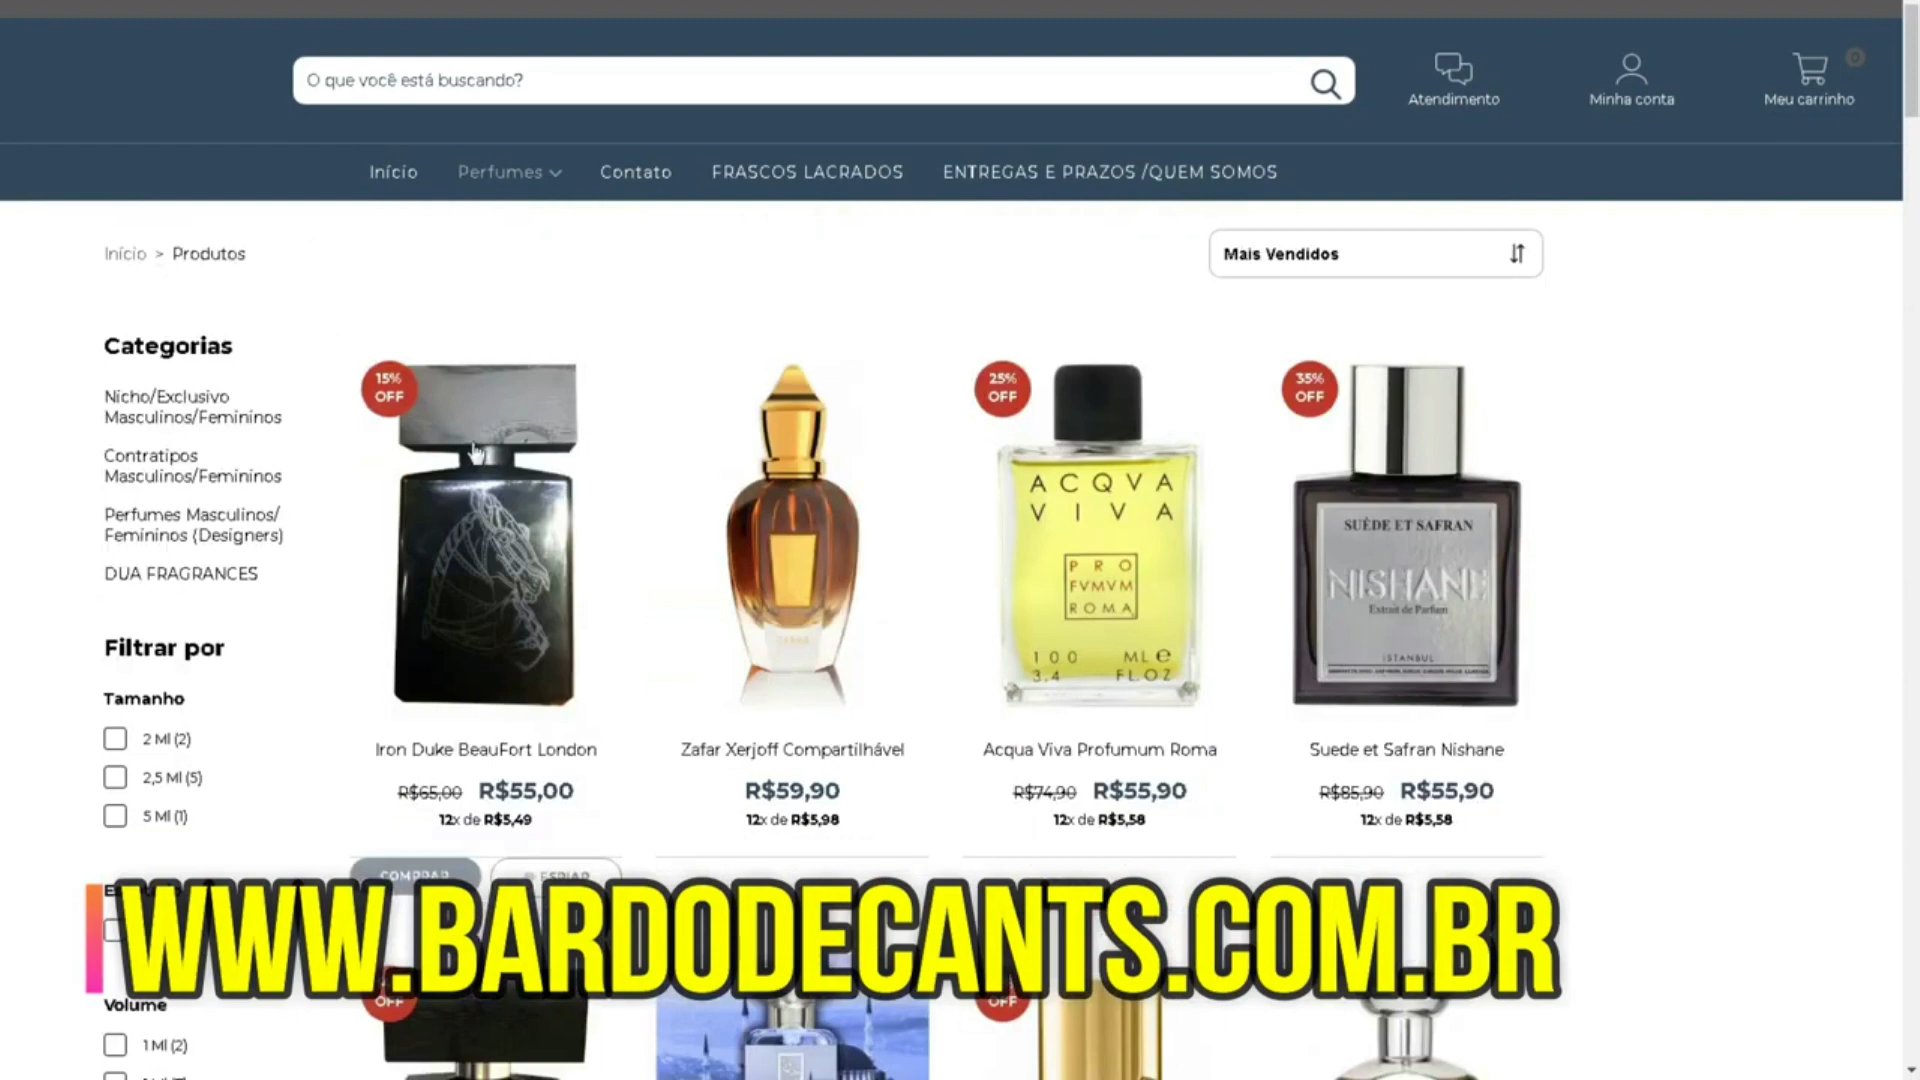 O que você está buscando?
Atendimento
Minha conta
0
Meu carrinho
Início
Perfumes
Contato
FRASCOS LACRADOS
ENTREGAS E PRAZOS /QUEM SOMOS
Início > Produtos
Mais Vendidos
Categorias
Nicho/Exclusivo
Masculinos/Femininos
Contratipos
Masculinos/Femininos
Perfumes Masculinos/
Femininos (Designers)
DUA FRAGRANCES
Filtrar por
Tamanho
2 Ml (2)
2,5 Ml (5)
5 Ml (1)
15%
OFF
Iron Duke BeauFort London
R$65,00 R$55,00
12x de R$5,49
COMPRAR
ESPIAR
Zafar Xerjoff Compartilhável
R$59,90
12x de R$5,98
25%
OFF
ACQVA
VIVA
PRO
FVMVM
ROMA
100 ML e
3.4 FL.OZ
Acqua Viva Profumum Roma
R$74,90 R$55,90
12x de R$5,58
35%
OFF
SUÈDE ET SAFRAN
NISHANE
Extrait de Parfum
ISTANBUL
Suede et Safran Nishane
R$85,90 R$55,90
12x de R$5,58
WWW.BARDODECANTS.COM.BR
Volume
1 Ml (2)
OFF
OFF